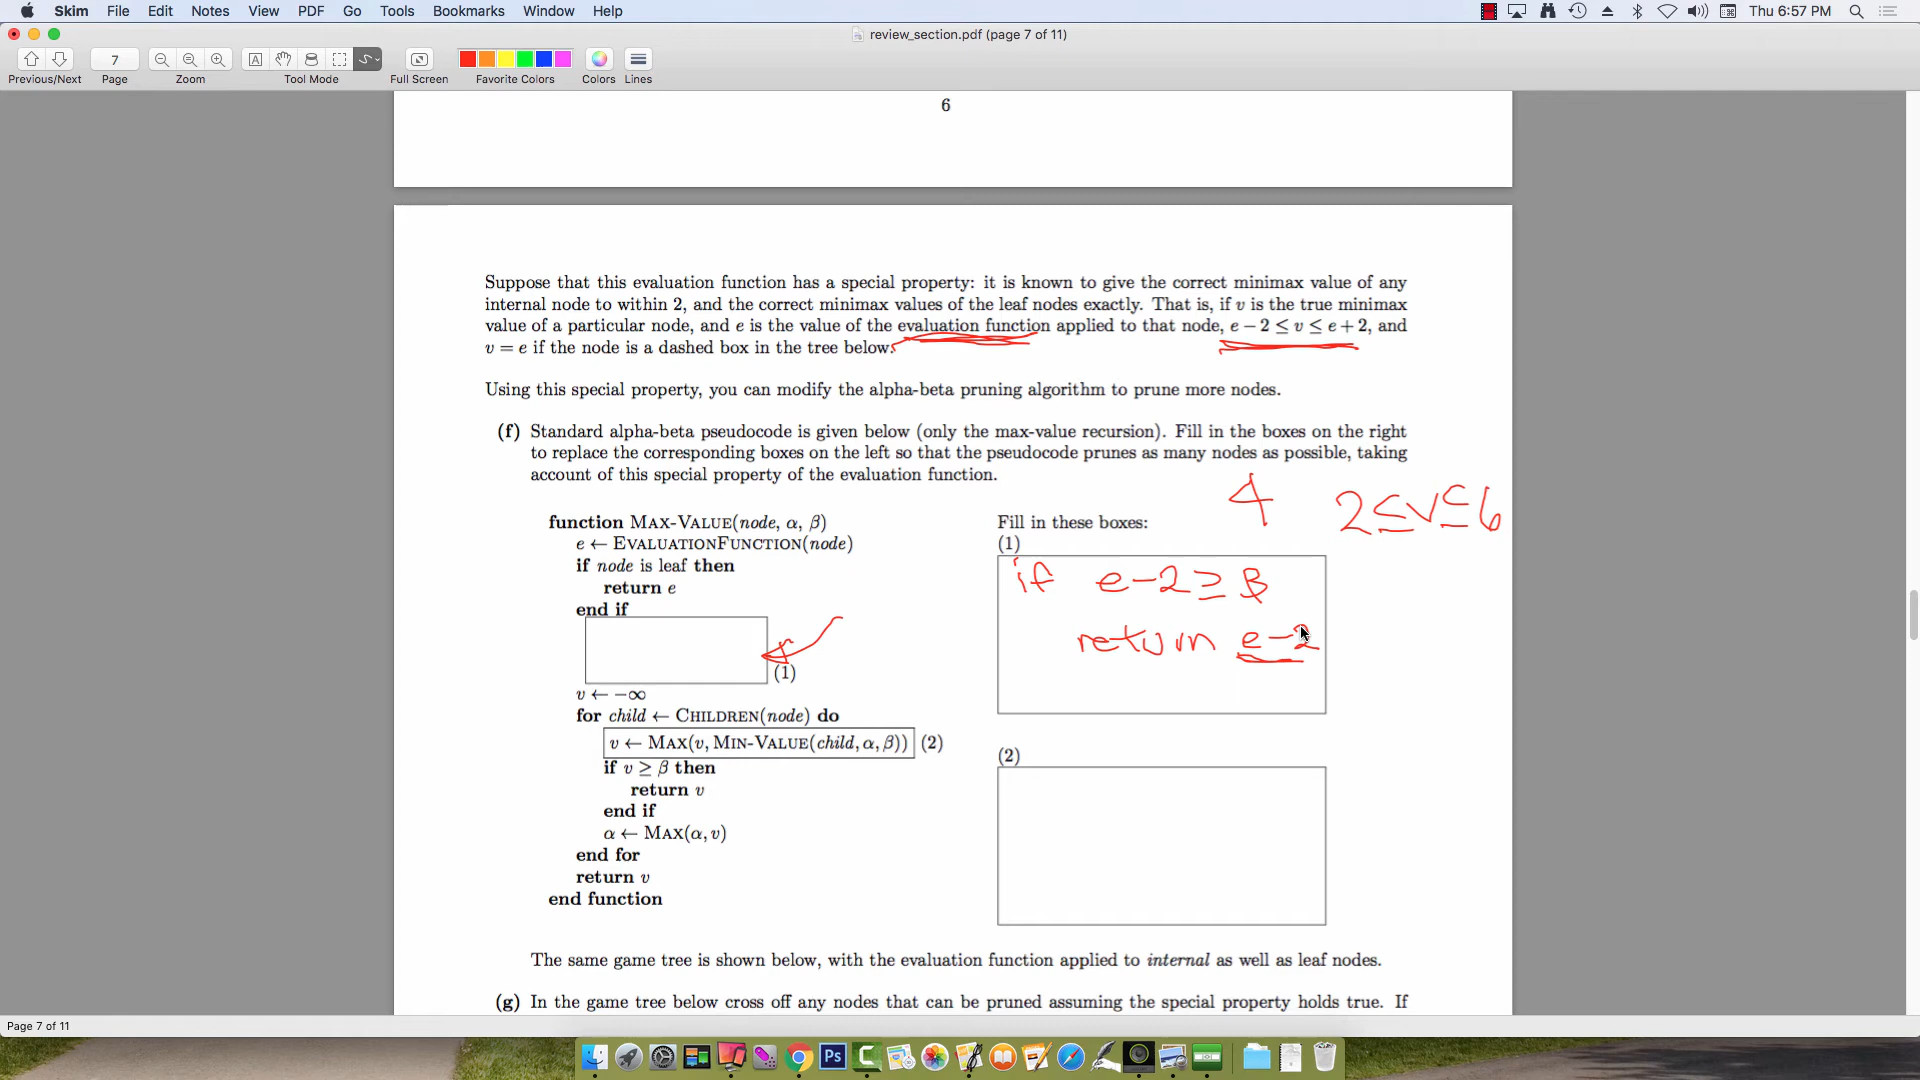 Skim File Edit Notes View PDF Go Tools Bookmarks Window Help Thu 6:57 PM
review_section.pdf (page 7 of 11)
7
Previous/Next Page Zoom Tool Mode Full Screen Favorite Colors Colors Lines
6
Suppose that this evaluation function has a special property: it is known to give the correct minimax value of any
internal node to within 2, and the correct minimax values of the leaf nodes exactly. That is, if v is the true minimax
value of a particular node, and e is the value of the evaluation function applied to that node, e − 2 ≤ v ≤ e + 2, and
v = e if the node is a dashed box in the tree below.
Using this special property, you can modify the alpha-beta pruning algorithm to prune more nodes.
(f) Standard alpha-beta pseudocode is given below (only the max-value recursion). Fill in the boxes on the right
to replace the corresponding boxes on the left so that the pseudocode prunes as many nodes as possible, taking
account of this special property of the evaluation function.
4 2 ≤ v ≤ 6
function MAX-VALUE(node, α, β)
e ← EVALUATIONFUNCTION(node)
if node is leaf then
return e
end if
(1)
v ← −∞
for child ← CHILDREN(node) do
v ← MAX(v, MIN-VALUE(child, α, β)) (2)
if v ≥ β then
return v
end if
α ← MAX(α, v)
end for
return v
end function
Fill in these boxes:
(1)
if e−2 ≥ β
return e−2
(2)
The same game tree is shown below, with the evaluation function applied to internal as well as leaf nodes.
(g) In the game tree below cross off any nodes that can be pruned assuming the special property holds true. If
Page 7 of 11